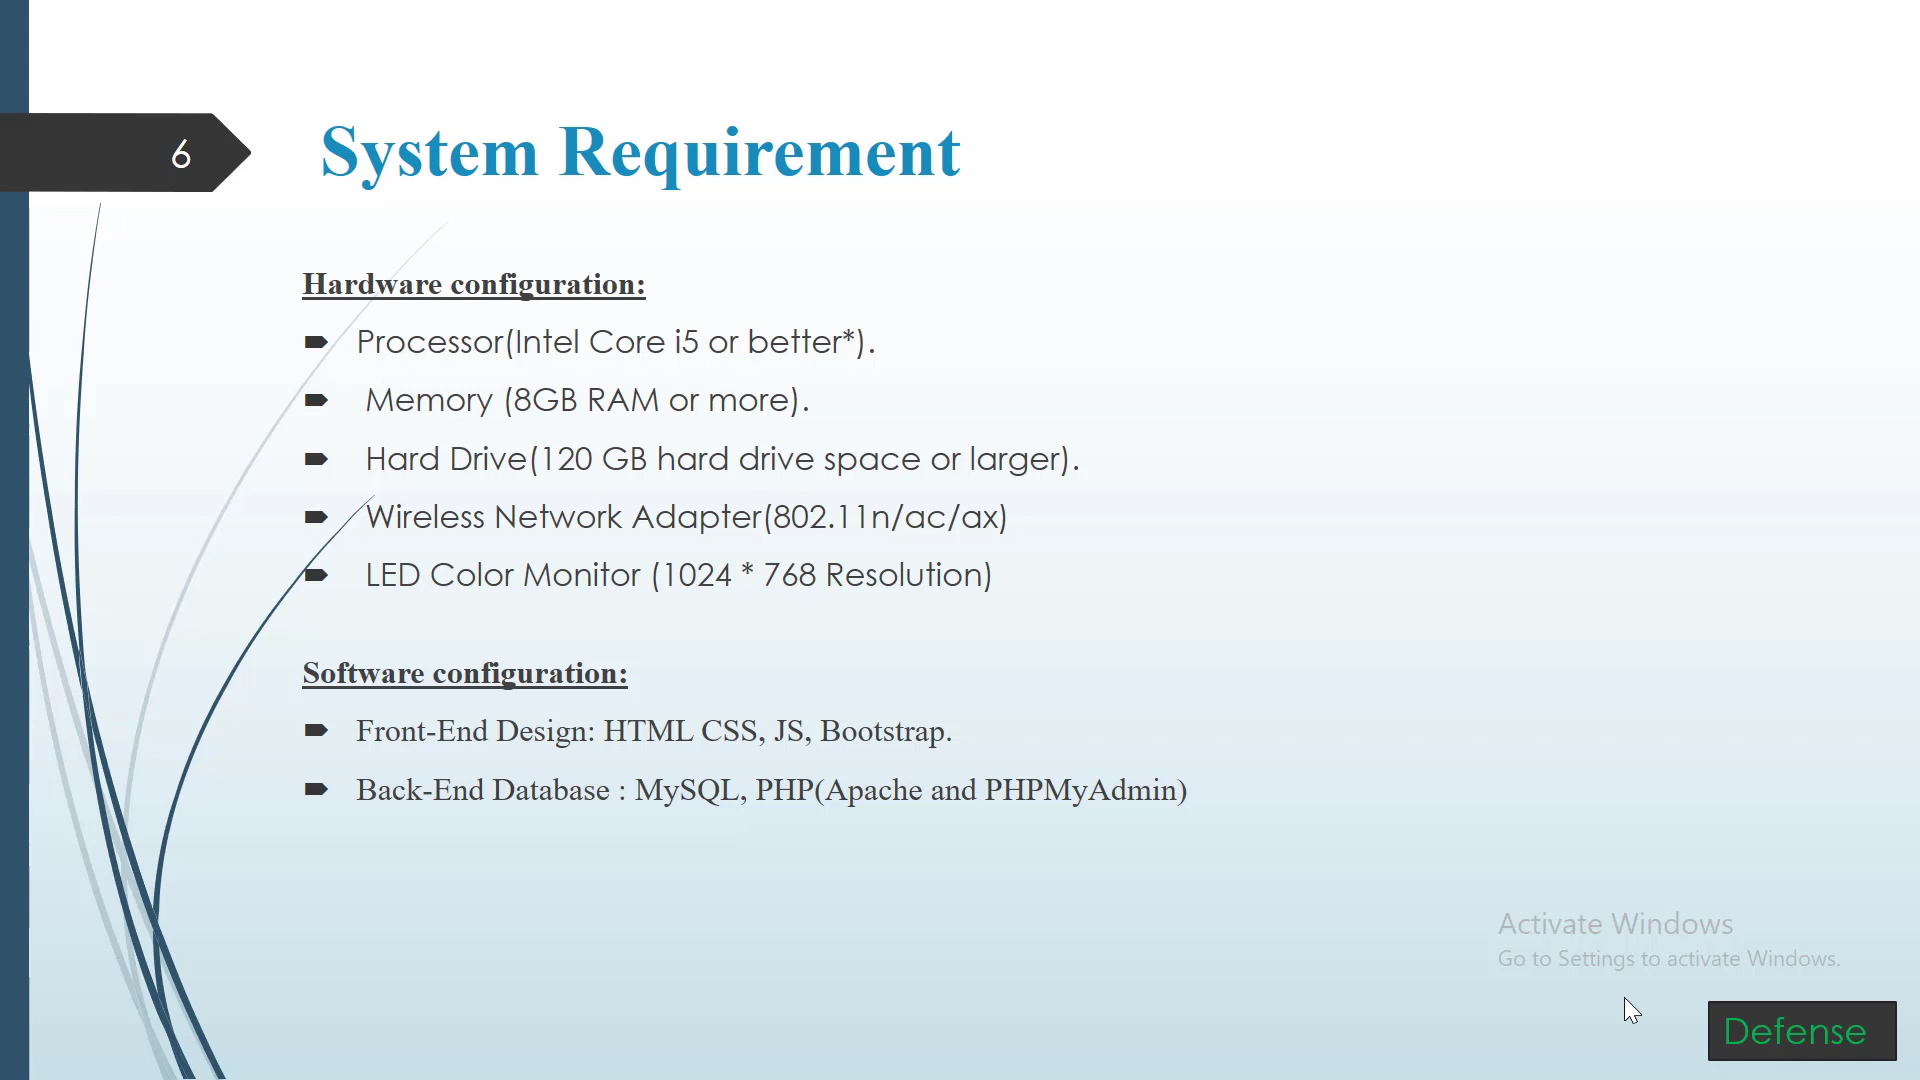 6
System Requirement
Hardware configuration:
Processor(Intel Core i5 or better*).
Memory (8GB RAM or more).
Hard Drive(120 GB hard drive space or larger).
Wireless Network Adapter(802.11n/ac/ax)
LED Color Monitor (1024 * 768 Resolution)
Software configuration:
Front-End Design: HTML CSS, JS, Bootstrap.
Back-End Database : MySQL, PHP(Apache and PHPMyAdmin)
Activate Windows
Go to Settings to activate Windows.
Defense